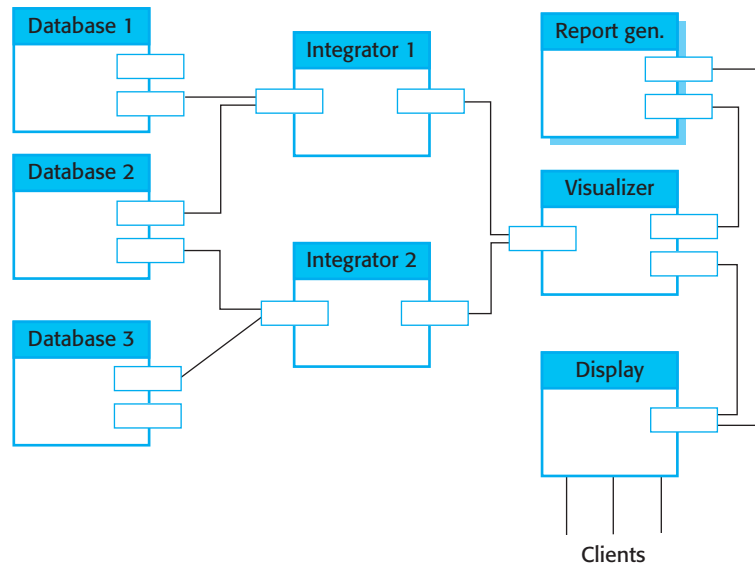 Database 1
Integrator 1
Report gen.
Database 2
Visualizer
Integrator 2
Database 3
Display
Clients